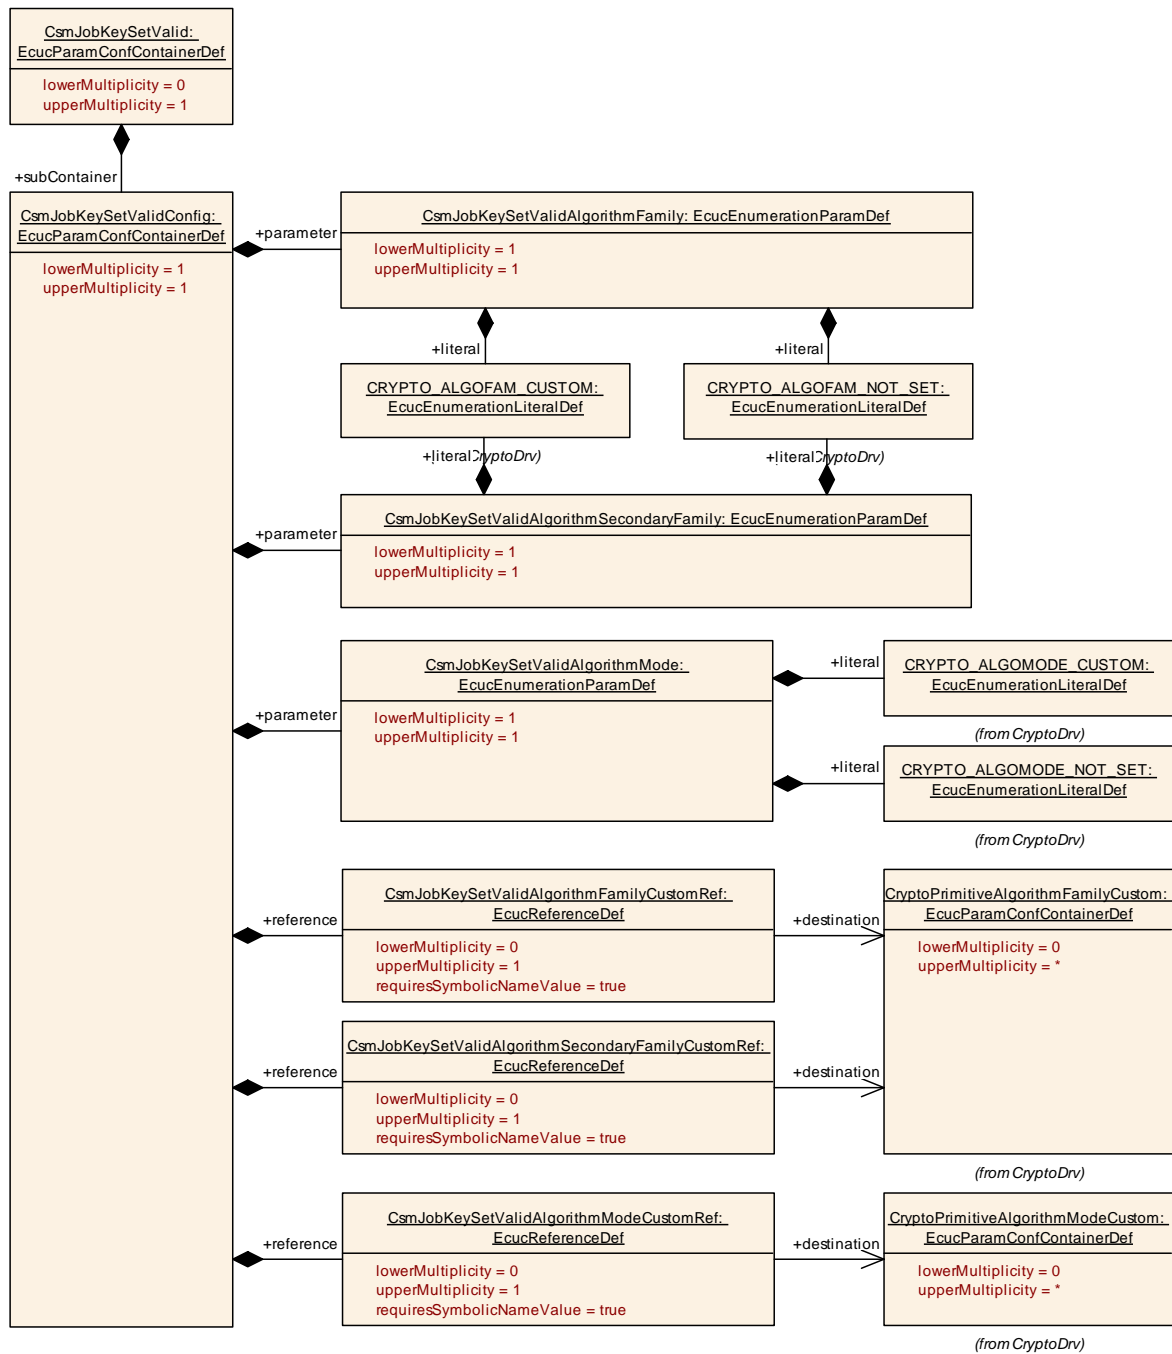 CsmJobKeySetValid:
EcucParamConfContainerDef
lowerMultiplicity = 0
upperMultiplicity = 1
+subContainer
CsmJobKeySetValidConfig:
EcucParamConfContainerDef
lowerMultiplicity = 1
upperMultiplicity = 1
+parameter
CsmJobKeySetValidAlgorithmFamily: EcucEnumerationParamDef
lowerMultiplicity = 1
upperMultiplicity = 1
+literal
+literal
CRYPTO_ALGOFAM_CUSTOM:
EcucEnumerationLiteralDef
CRYPTO_ALGOFAM_NOT_SET:
EcucEnumerationLiteralDef
+literal
CryptoDrv)
+literal
CryptoDrv)
+parameter
CsmJobKeySetValidAlgorithmSecondaryFamily: EcucEnumerationParamDef
lowerMultiplicity = 1
upperMultiplicity = 1
+parameter
CsmJobKeySetValidAlgorithmMode:
EcucEnumerationParamDef
lowerMultiplicity = 1
upperMultiplicity = 1
+literal
CRYPTO_ALGOMODE_CUSTOM:
EcucEnumerationLiteralDef
(from CryptoDrv)
+literal
CRYPTO_ALGOMODE_NOT_SET:
EcucEnumerationLiteralDef
(from CryptoDrv)
+reference
CsmJobKeySetValidAlgorithmFamilyCustomRef:
EcucReferenceDef
lowerMultiplicity = 0
upperMultiplicity = 1
requiresSymbolicNameValue = true
+destination
CryptoPrimitiveAlgorithmFamilyCustom:
EcucParamConfContainerDef
lowerMultiplicity = 0
upperMultiplicity = *
+reference
CsmJobKeySetValidAlgorithmSecondaryFamilyCustomRef:
EcucReferenceDef
lowerMultiplicity = 0
upperMultiplicity = 1
requiresSymbolicNameValue = true
+destination
(from CryptoDrv)
+reference
CsmJobKeySetValidAlgorithmModeCustomRef:
EcucReferenceDef
lowerMultiplicity = 0
upperMultiplicity = 1
requiresSymbolicNameValue = true
+destination
CryptoPrimitiveAlgorithmModeCustom:
EcucParamConfContainerDef
lowerMultiplicity = 0
upperMultiplicity = *
(from CryptoDrv)